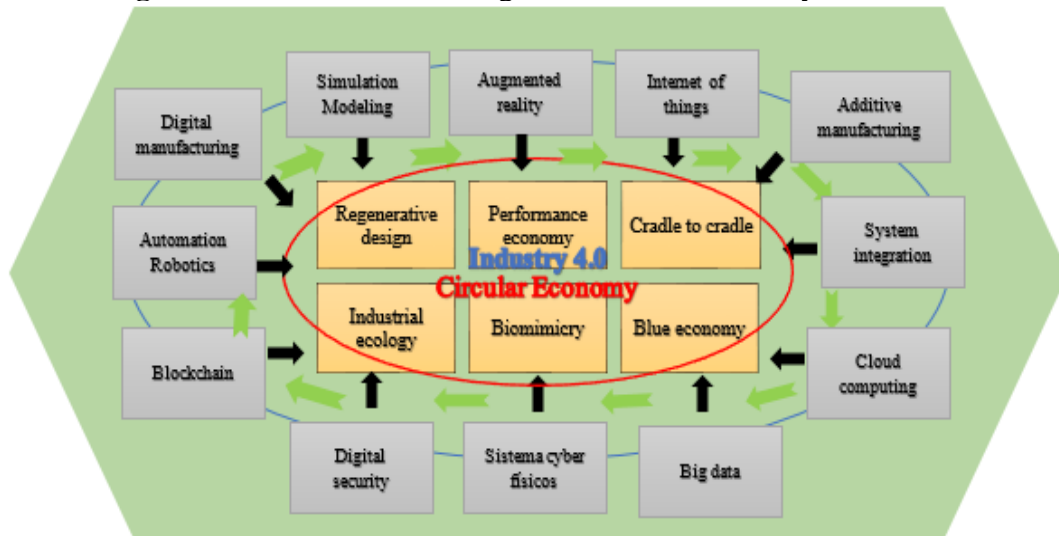 Simulation
Modeling
Augmented
reality
Internet of
things
Additive
manufacturing
Digital
manufacturing
Regenerative
design
Performance
economy
Cradle to cradle
Automation
Robotics
System
integration
Industry 4.0
Circular Economy
Industrial
ecology
Biomimicry
Blue economy
Blockchain
Cloud
computing
Digital
security
Sistema cyber
físicos
Big data